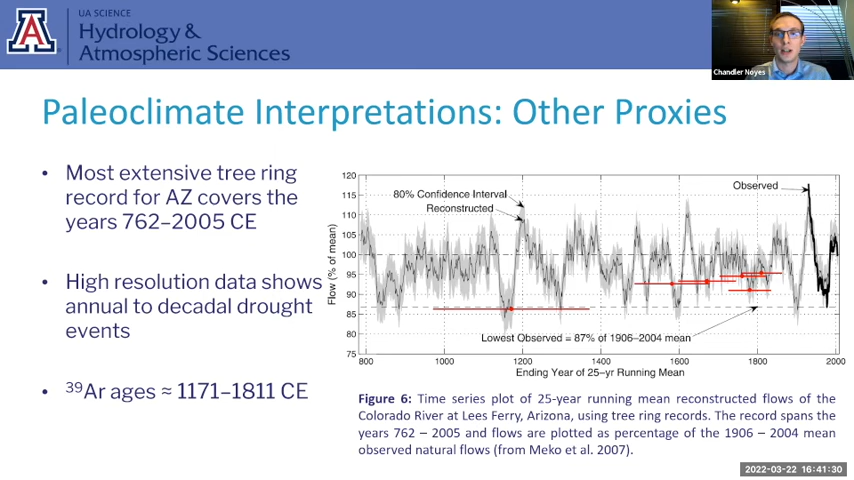 UA SCIENCE
Hydrology &
Atmospheric Sciences
A
Chandler Noyes
Paleoclimate Interpretations: Other Proxies
• Most extensive tree ring
record for AZ covers the
years 762–2005 CE
• High resolution data shows
annual to decadal drought
events
• ³⁹Ar ages ≈ 1171–1811 CE
120
115
110
105
100
95
90
85
80
75
Flow (% of mean)
80% Confidence Interval
Reconstructed
Observed
Lowest Observed = 87% of 1906–2004 mean
800 1000 1200 1400 1600 1800 2000
Ending Year of 25–yr Running Mean
Figure 6: Time series plot of 25-year running mean reconstructed flows of the
Colorado River at Lees Ferry, Arizona, using tree ring records. The record spans the
years 762 – 2005 and flows are plotted as percentage of the 1906 – 2004 mean
observed natural flows (from Meko et al. 2007).
2022-03-22 16:41:30